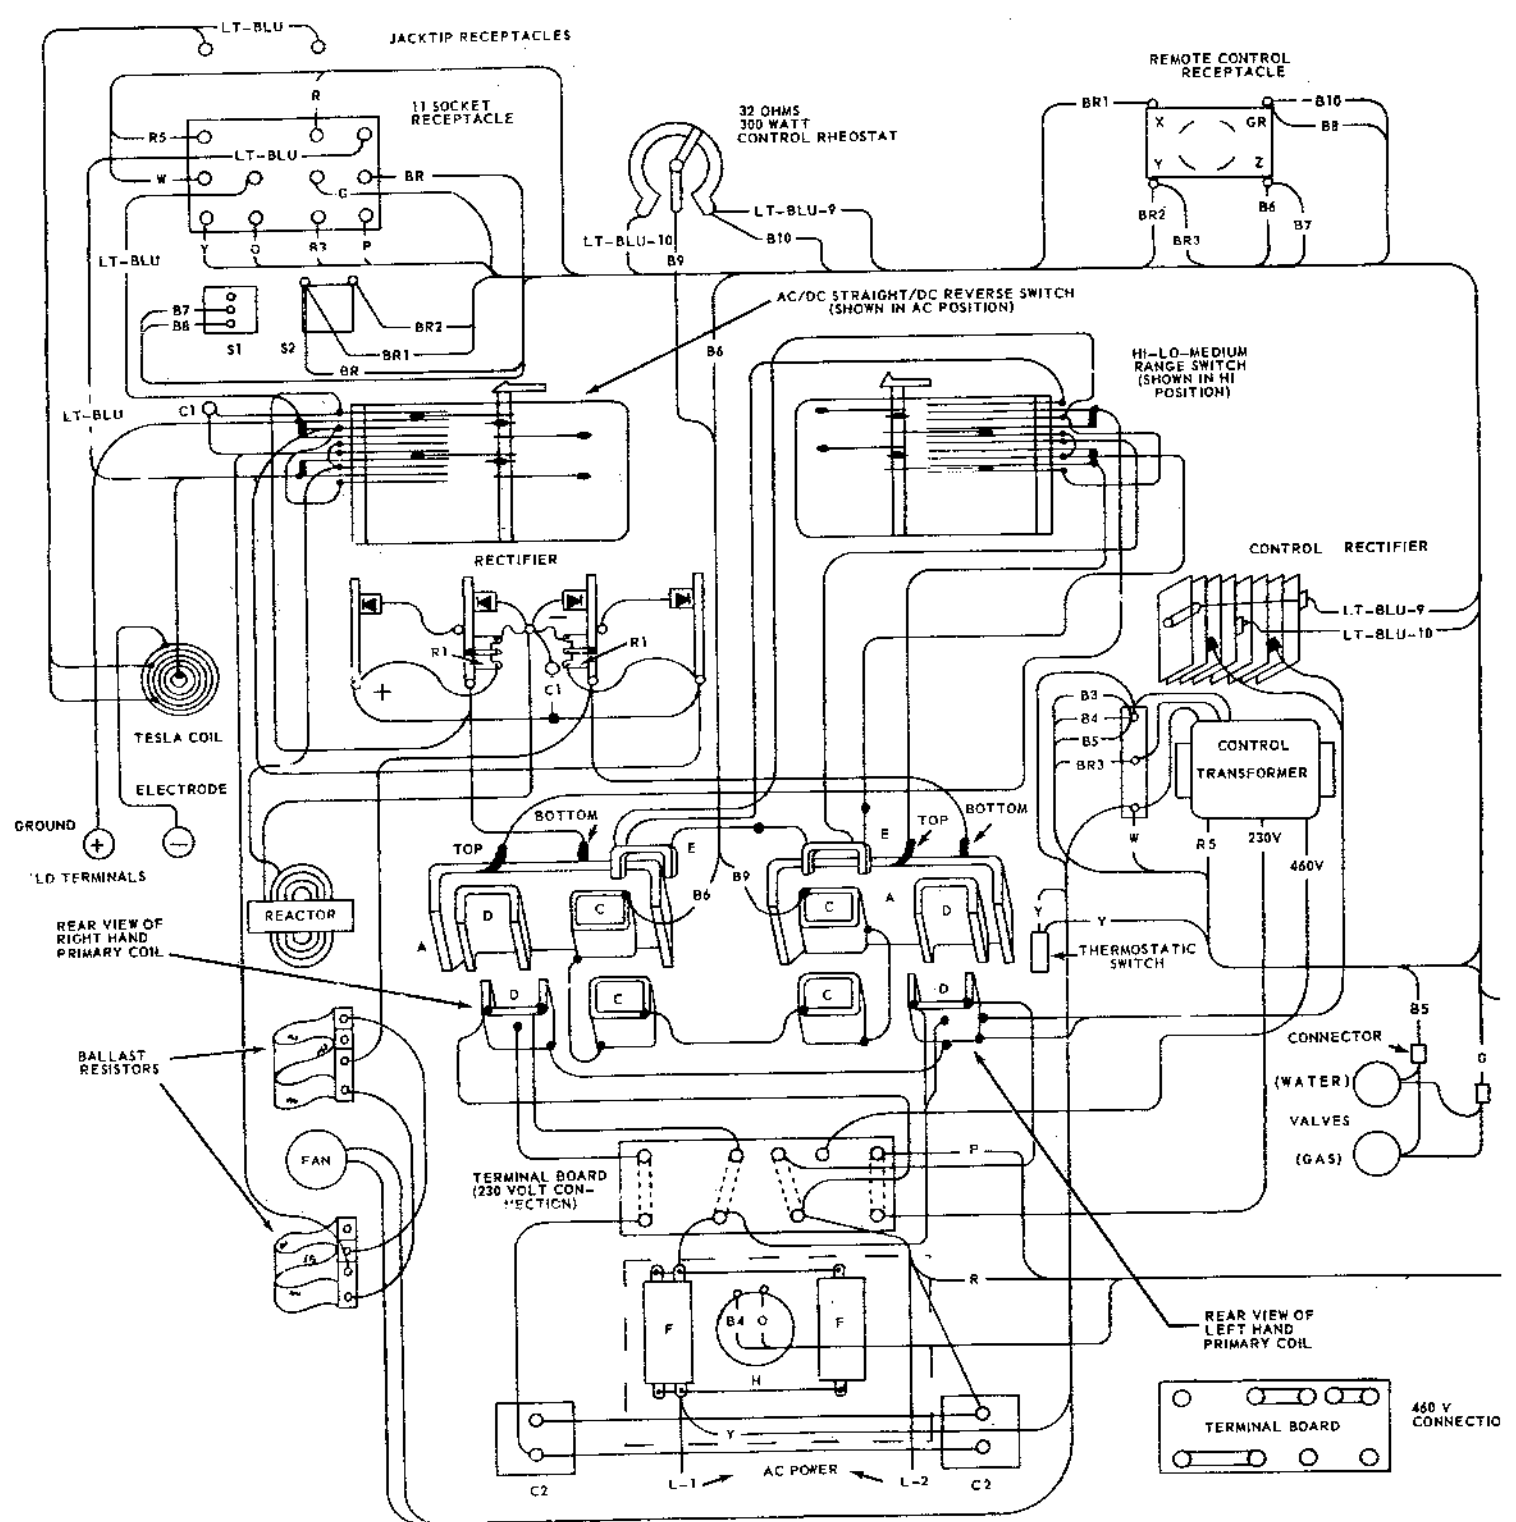 LT-BLU
JACKTIP RECEPTACLES
R
11 SOCKET
RECEPTACLE
R5
LT-BLU
W
G
BR
Y
O
B3
P
LT-BLU
32 OHMS
300 WATT
CONTROL RHEOSTAT
LT-BLU-9
LT-BLU-10
B10
B9
REMOTE CONTROL
RECEPTACLE
BR1
B10
X
GR
B8
Y
Z
BR2
B6
B7
BR3
B7
B8
S1
S2
BR2
BR1
BR
AC/DC STRAIGHT/DC REVERSE SWITCH
(SHOWN IN AC POSITION)
B6
HI-LO-MEDIUM
RANGE SWITCH
(SHOWN IN HI
POSITION)
LT-BLU
C1
RECTIFIER
CONTROL RECTIFIER
LT-BLU-9
LT-BLU-10
R1
R1
C1
+
TESLA COIL
B3
B4
B5
BR3
CONTROL
TRANSFORMER
ELECTRODE
GROUND
+
−
'LD TERMINALS
W
R5
230V
460V
BOTTOM
TOP
E
E
TOP
BOTTOM
B6
B9
A
D
C
C
A
D
REACTOR
REAR VIEW OF
RIGHT HAND
PRIMARY COIL
Y
Y
THERMOSTATIC
SWITCH
D
C
C
D
B5
CONNECTOR
G
(WATER)
VALVES
(GAS)
BALLAST
RESISTORS
FAN
TERMINAL BOARD
(230 VOLT CON-
NECTION)
P
R
F
B4
O
F
H
REAR VIEW OF
LEFT HAND
PRIMARY COIL
Y
TERMINAL BOARD
460 V
CONNECTIO
C2
L-1
AC POWER
L-2
C2